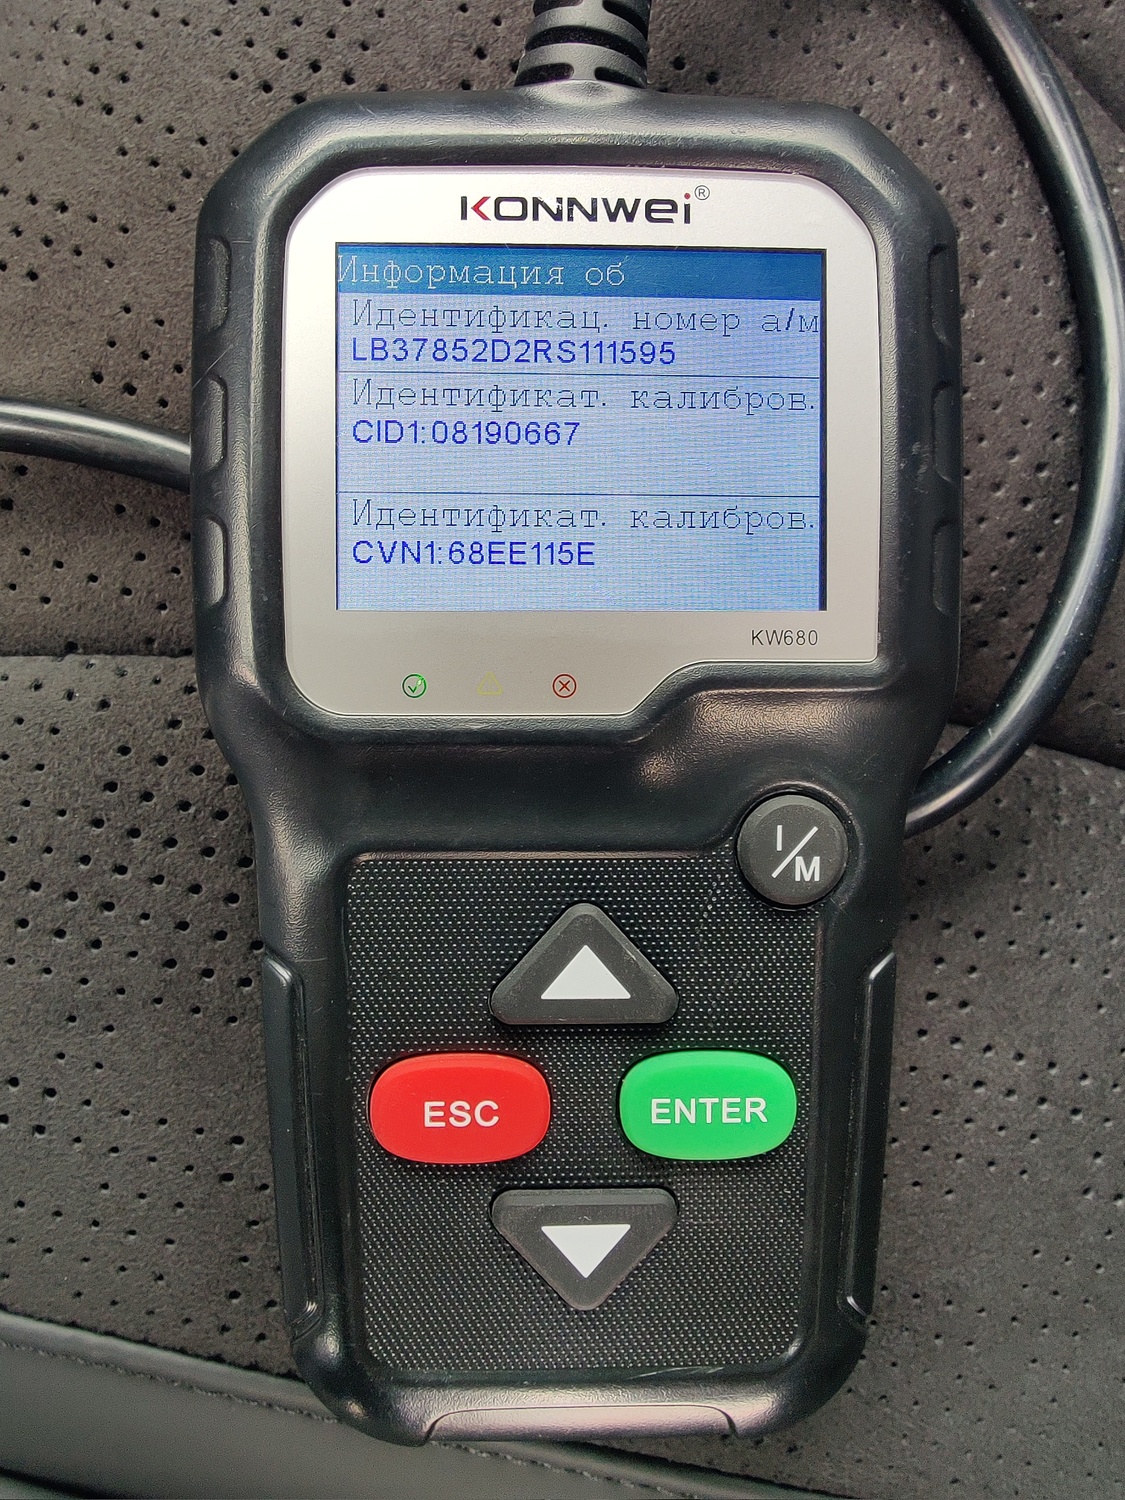 KONNWEI®
Информация об
Идентификац. номер а/м
LB37852D2RS111595
Идентификат. калибров.
CID1:08190667
Идентификат. калибров.
CVN1:68EE115E
KW680
I/M
ESC
ENTER